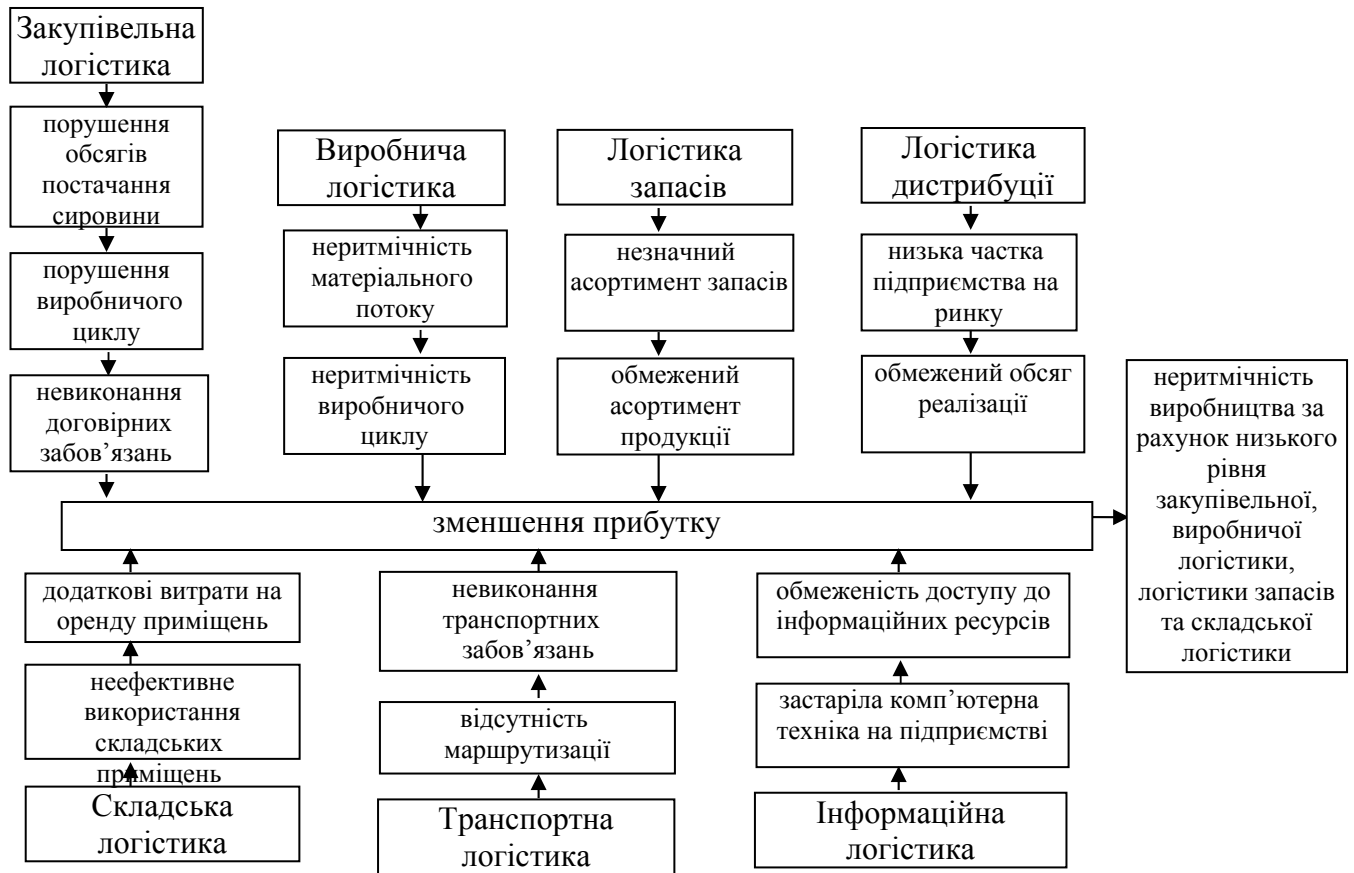 Закупівельна
логістика
порушення
обсягів
постачання
сировини
порушення
виробничого
циклу
невиконання
договірних
забов’язань
Виробнича
логістика
неритмічність
матеріального
потоку
неритмічність
виробничого
циклу
Логістика
запасів
незначний
асортимент запасів
обмежений
асортимент
продукції
Логістика
дистрибуції
низька частка
підприємства на
ринку
обмежений обсяг
реалізації
зменшення прибутку
неритмічність
виробництва за
рахунок низького
рівня
закупівельної,
виробничої
логістики,
логістики запасів
та складської
логістики
додаткові витрати на
оренду приміщень
неефективне
використання
складських
приміщень
Складська
логістика
невиконання
транспортних
забов’язань
відсутність
маршрутизації
Транспортна
логістика
обмеженість доступу до
інформаційних ресурсів
застаріла комп’ютерна
техніка на підприємстві
Інформаційна
логістика